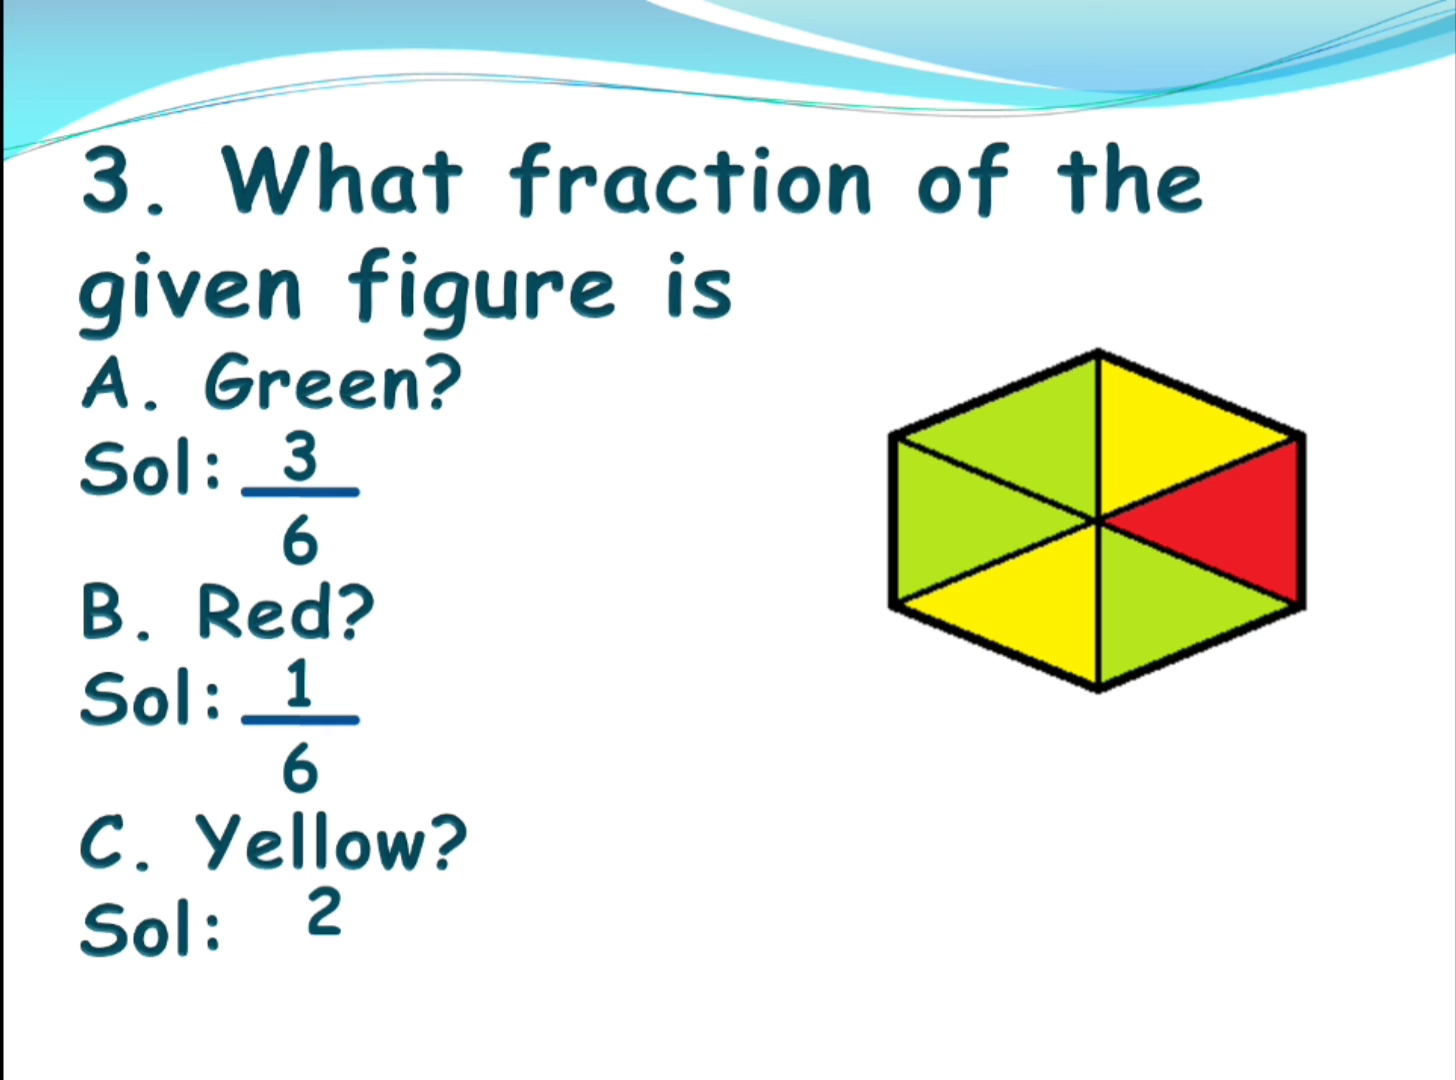 3. What fraction of the
given figure is
A. Green?
Sol: 3
6
B. Red?
Sol: 1
6
C. Yellow?
Sol: 2